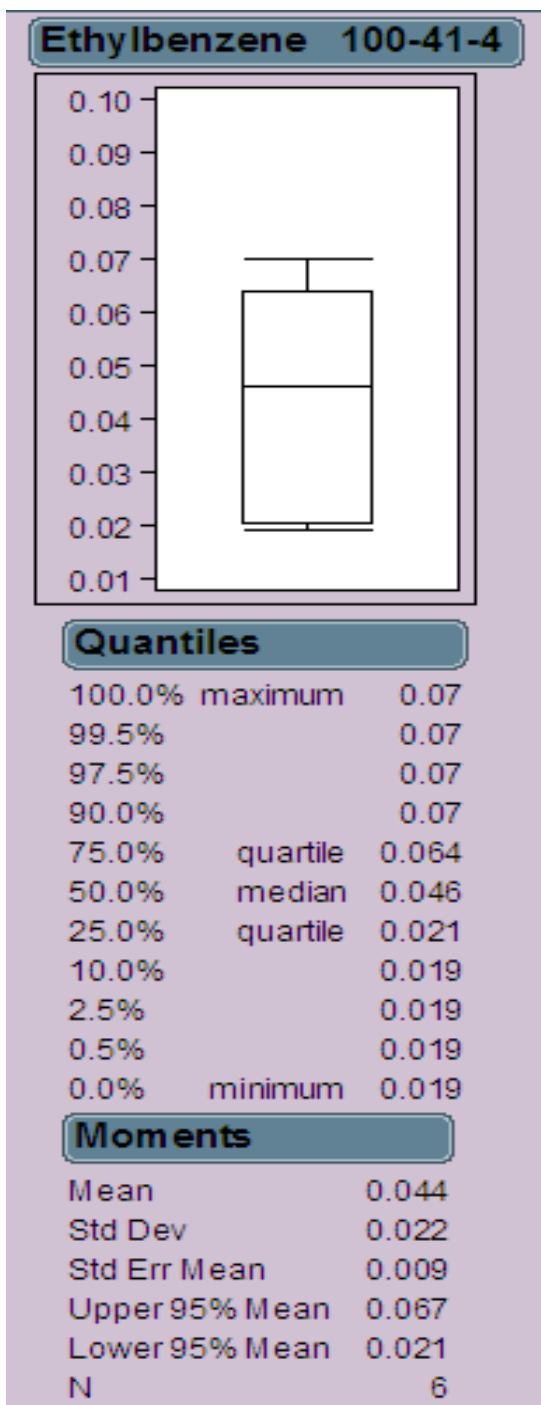 Ethylbenzene 100-41-4
0.10
0.09
0.08
0.07
0.06
0.05
0.04
0.03
0.02
0.01
Quantiles
100.0% maximum 0.07
99.5% 0.07
97.5% 0.07
90.0% 0.07
75.0% quartile 0.064
50.0% median 0.046
25.0% quartile 0.021
10.0% 0.019
2.5% 0.019
0.5% 0.019
0.0% minimum 0.019
Moments
Mean 0.044
Std Dev 0.022
Std Err Mean 0.009
Upper 95% Mean 0.067
Lower 95% Mean 0.021
N 6